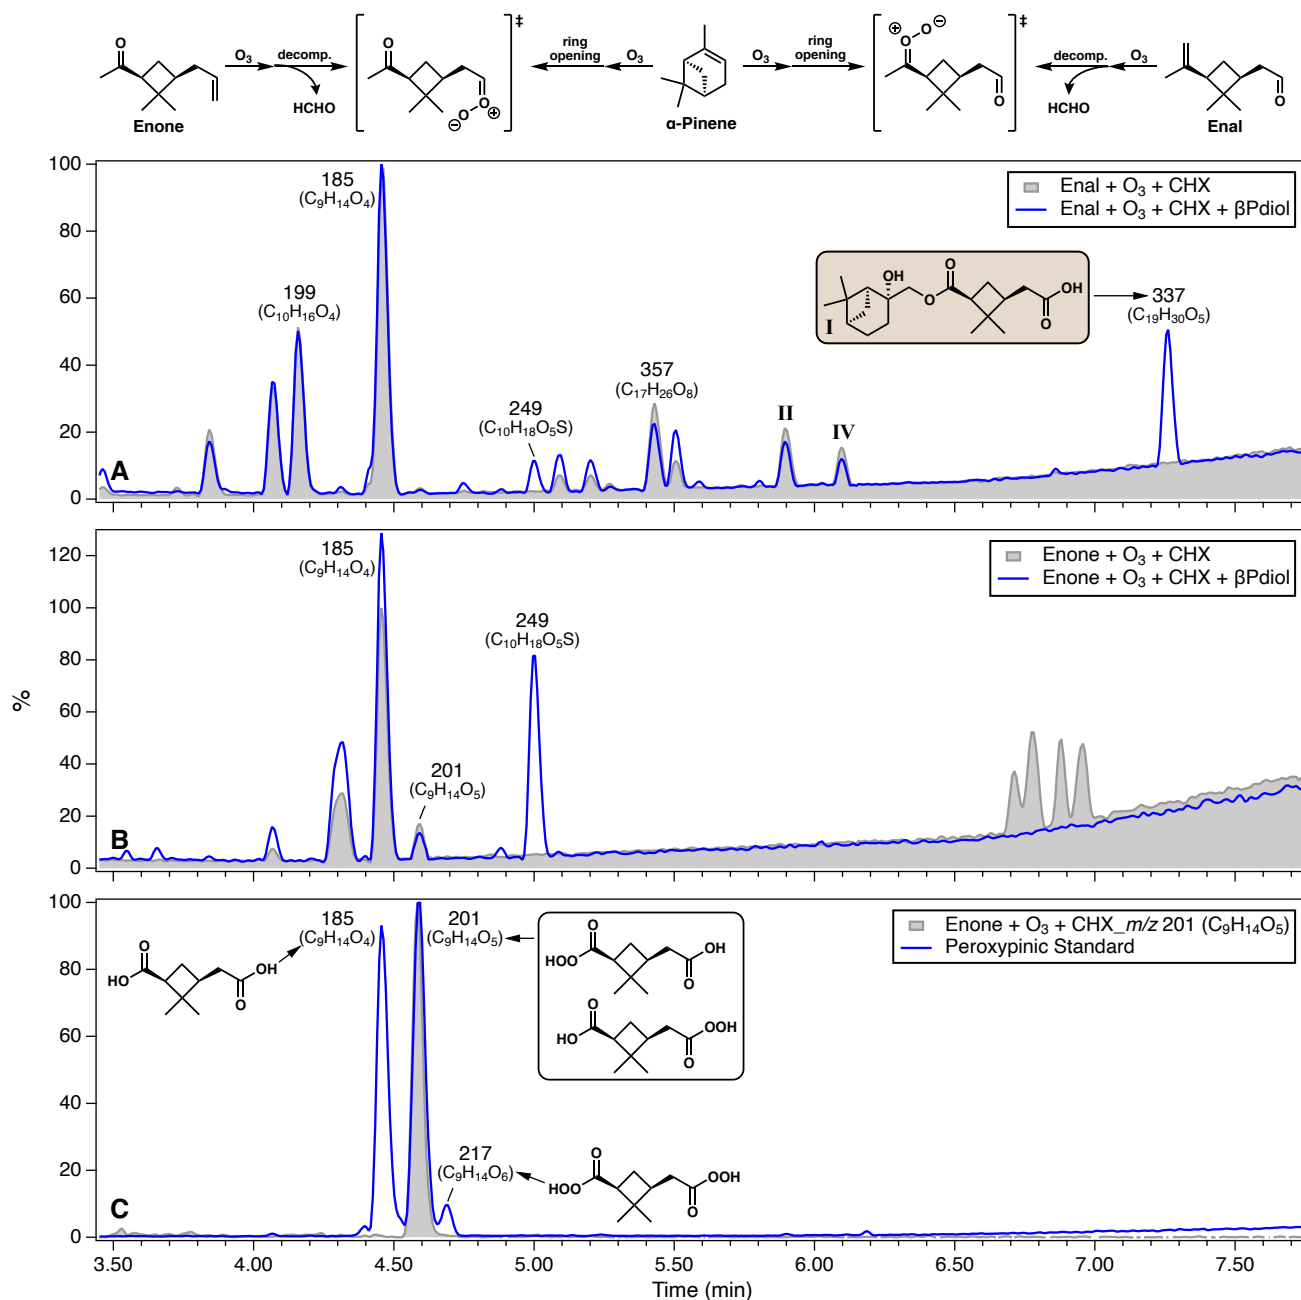 O₃ decomp. HCHO
Enone
‡
ring opening O₃
α-Pinene
O₃ ring opening
‡
decomp. O₃ HCHO
Enal
O
O
O
O
⊖ ⊕
⊕ ⊖
O
O
O
O
100
80
60
40
20
0
185
(C₉H₁₄O₄)
199
(C₁₀H₁₆O₄)
249
(C₁₀H₁₈O₅S)
357
(C₁₇H₂₆O₈)
II
IV
337
(C₁₉H₃₀O₅)
OH
O
O
OH
O
I
Enal + O₃ + CHX
Enal + O₃ + CHX + βPdiol
A
120
100
80
60
40
20
0
%
185
(C₉H₁₄O₄)
201
(C₉H₁₄O₅)
249
(C₁₀H₁₈O₅S)
Enone + O₃ + CHX
Enone + O₃ + CHX + βPdiol
B
100
80
60
40
20
0
185
(C₉H₁₄O₄)
O
HO
OH
O
201
(C₉H₁₄O₅)
O
HOO
OH
O
O
HO
OOH
O
217
(C₉H₁₄O₆)
O
HOO
OOH
O
Enone + O₃ + CHX_m/z 201 (C₉H₁₄O₅)
Peroxypinic Standard
C
3.50 4.00 4.50 5.00 5.50 6.00 6.50 7.00 7.50
Time (min)